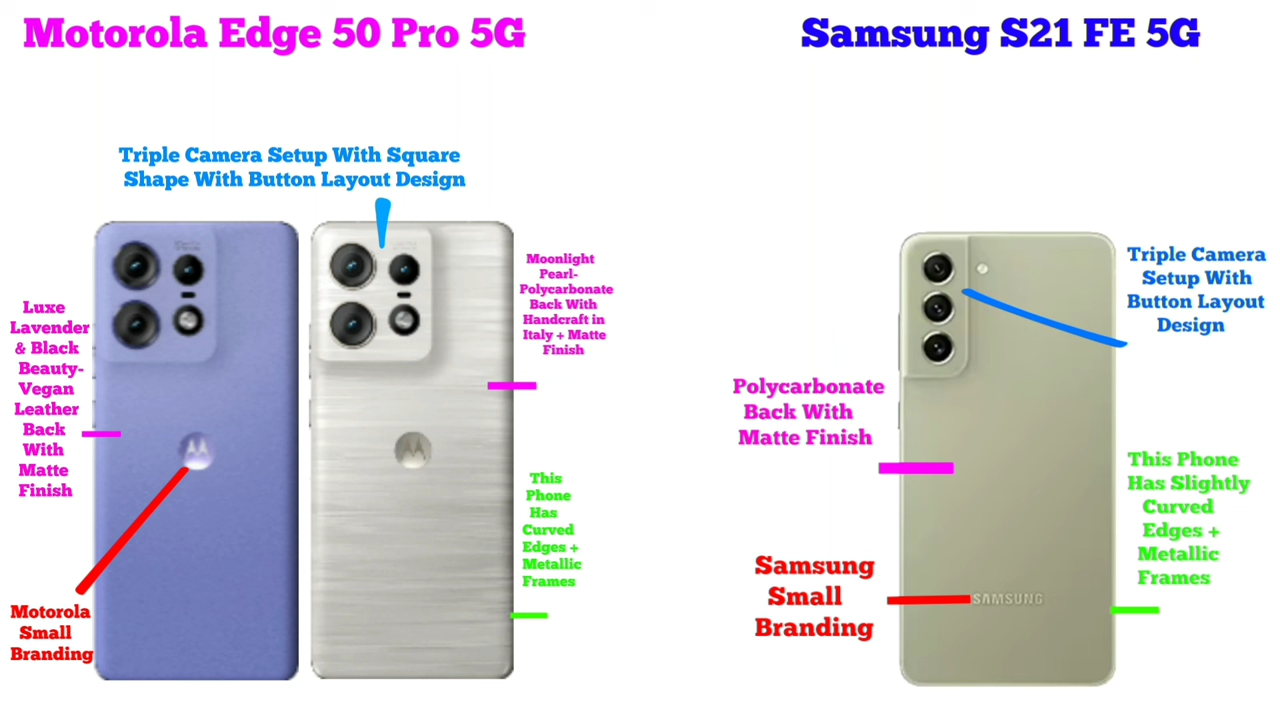 Motorola Edge 50 Pro 5G
Samsung S21 FE 5G
Triple Camera Setup With Square
Shape With Button Layout Design
Luxe
Lavender
& Black
Beauty-
Vegan
Leather
Back
With
Matte
Finish
Motorola
Small
Branding
Moonlight
Pearl-
Polycarbonate
Back With
Handcraft in
Italy + Matte
Finish
This
Phone
Has
Curved
Edges +
Metallic
Frames
Polycarbonate
Back With
Matte Finish
Samsung
Small
Branding
SAMSUNG
Triple Camera
Setup With
Button Layout
Design
This Phone
Has Slightly
Curved
Edges +
Metallic
Frames